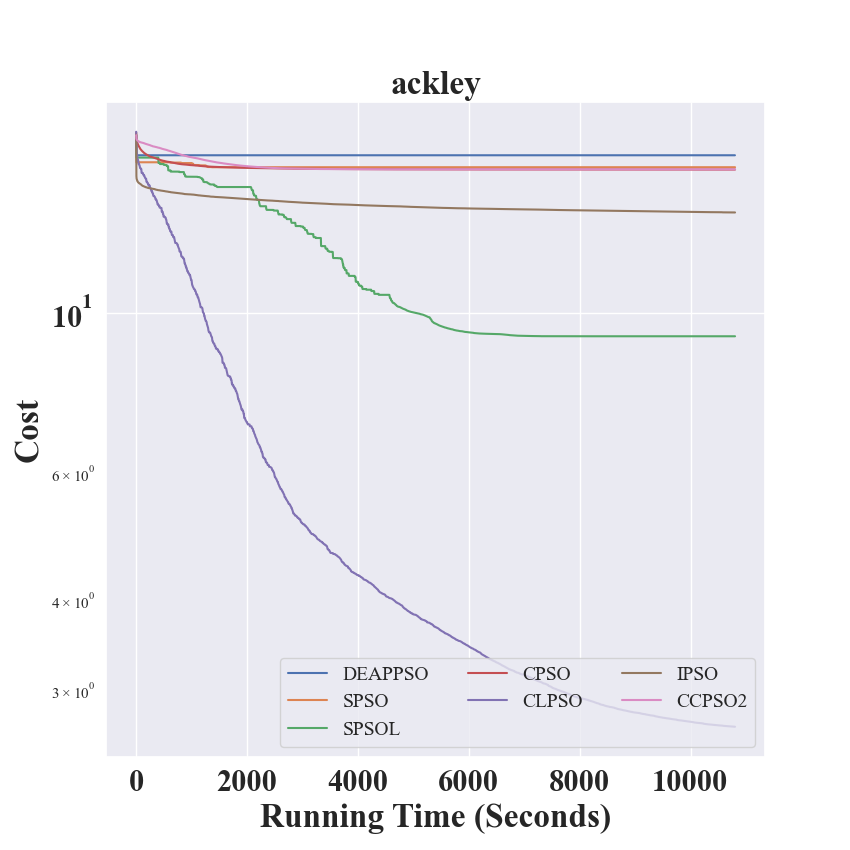 ackley
Cost
10^1
6 × 10^0
4 × 10^0
3 × 10^0
DEAPPSO
SPSO
SPSOL
CPSO
CLPSO
IPSO
CCPSO2
0 2000 4000 6000 8000 10000
Running Time (Seconds)